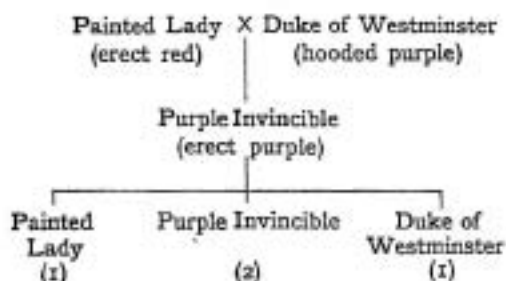 Painted Lady × Duke of Westminster
(erect red) (hooded purple)
Purple Invincible
(erect purple)
Painted Purple Invincible Duke of
Lady Westminster
(1) (2) (1)